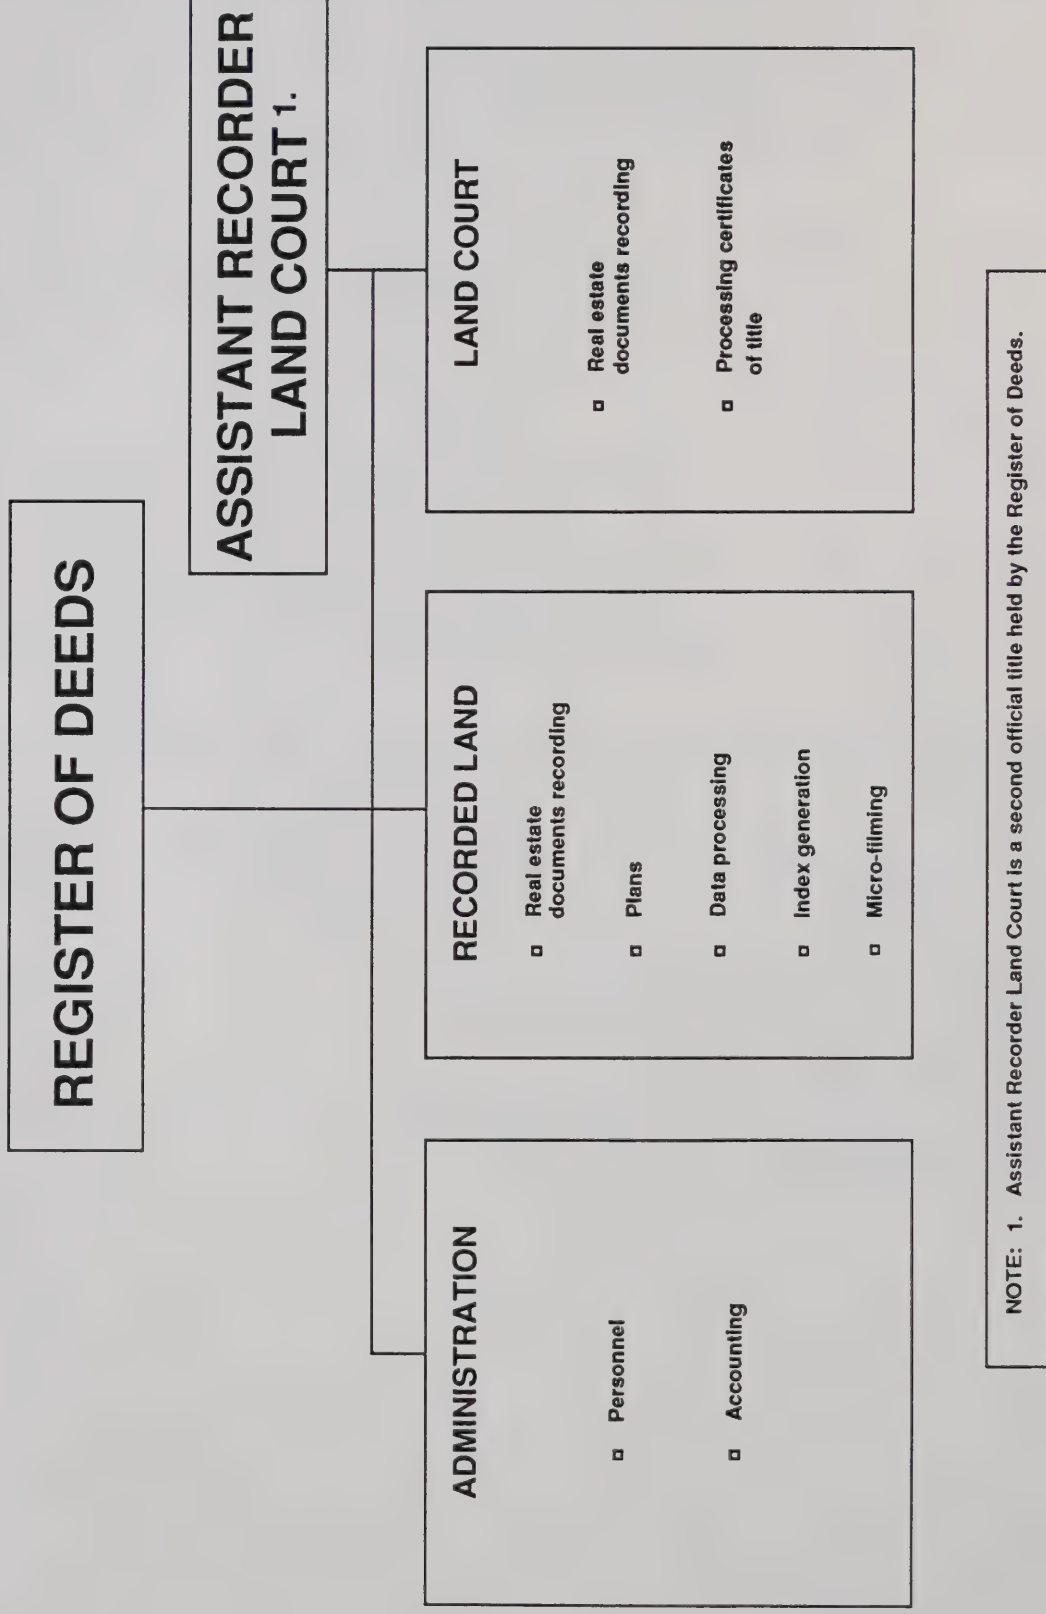 REGISTER OF DEEDS
ASSISTANT RECORDER
LAND COURT 1.
ADMINISTRATION
▫ Personnel
▫ Accounting
RECORDED LAND
▫ Real estate
documents recording
▫ Plans
▫ Data processing
▫ Index generation
▫ Micro-filming
LAND COURT
▫ Real estate
documents recording
▫ Processing certificates
of title
NOTE: 1. Assistant Recorder Land Court is a second official title held by the Register of Deeds.